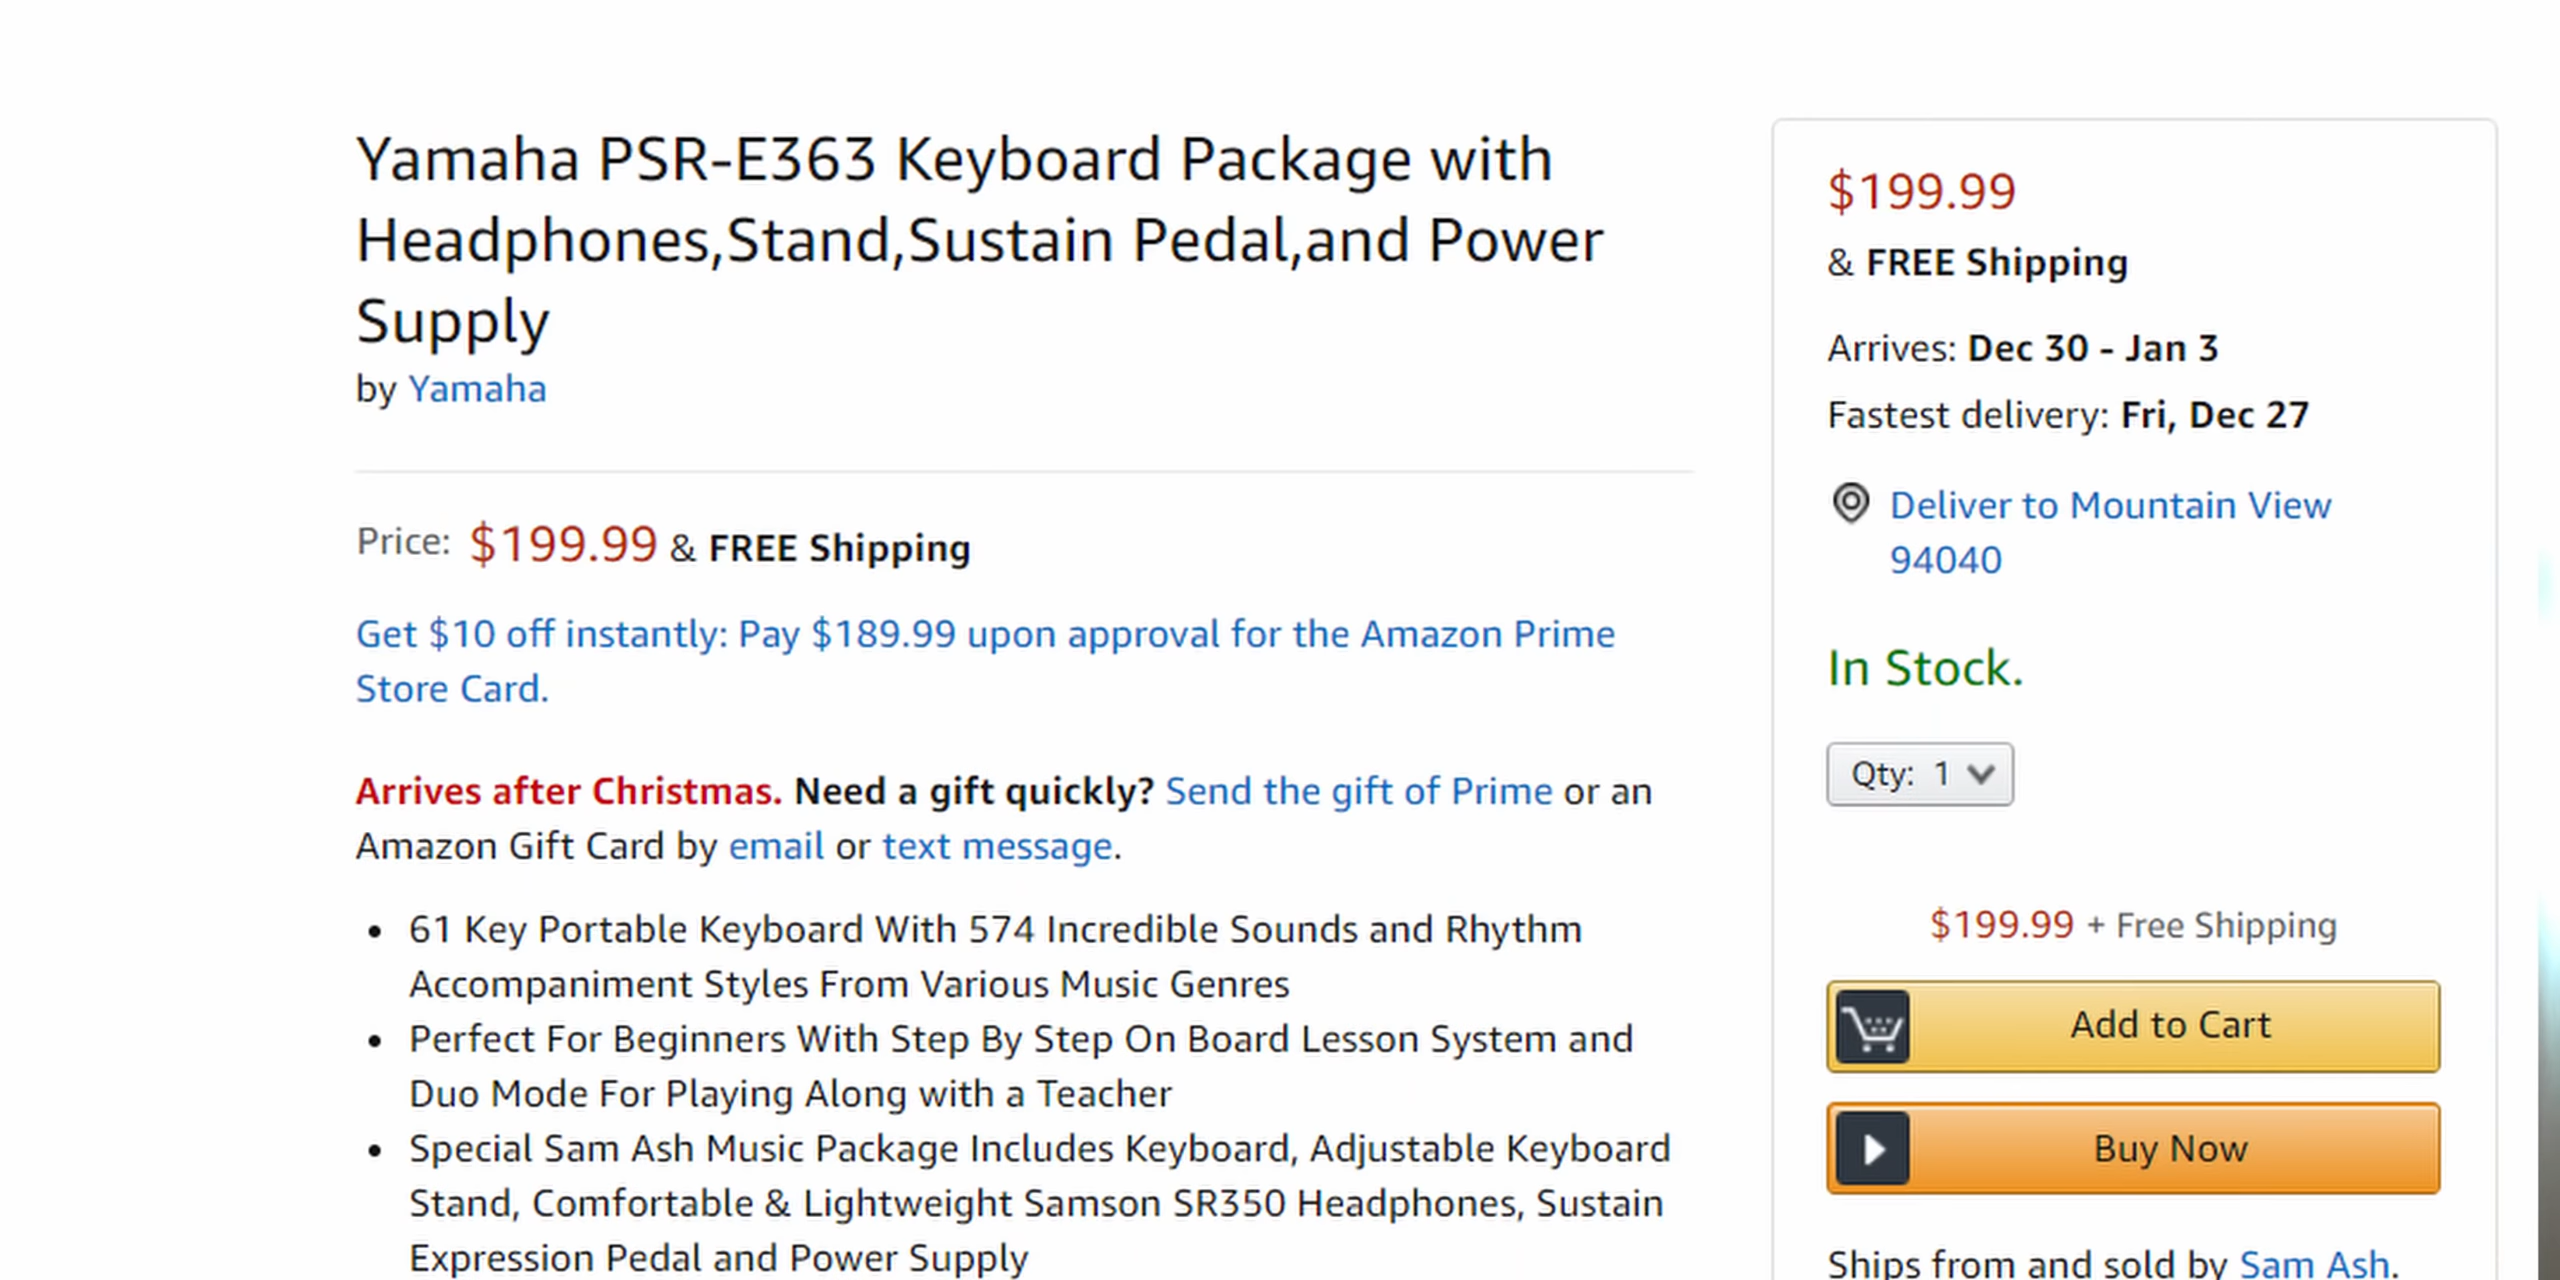 Yamaha PSR-E363 Keyboard Package with
Headphones,Stand,Sustain Pedal,and Power
Supply
by Yamaha
Price: $199.99 & FREE Shipping
Get $10 off instantly: Pay $189.99 upon approval for the Amazon Prime
Store Card.
Arrives after Christmas. Need a gift quickly? Send the gift of Prime or an
Amazon Gift Card by email or text message.
• 61 Key Portable Keyboard With 574 Incredible Sounds and Rhythm
Accompaniment Styles From Various Music Genres
• Perfect For Beginners With Step By Step On Board Lesson System and
Duo Mode For Playing Along with a Teacher
• Special Sam Ash Music Package Includes Keyboard, Adjustable Keyboard
Stand, Comfortable & Lightweight Samson SR350 Headphones, Sustain
Expression Pedal and Power Supply
$199.99
& FREE Shipping
Arrives: Dec 30 - Jan 3
Fastest delivery: Fri, Dec 27
Deliver to Mountain View
94040
In Stock.
Qty: 1
$199.99 + Free Shipping
Add to Cart
Buy Now
Ships from and sold by Sam Ash.